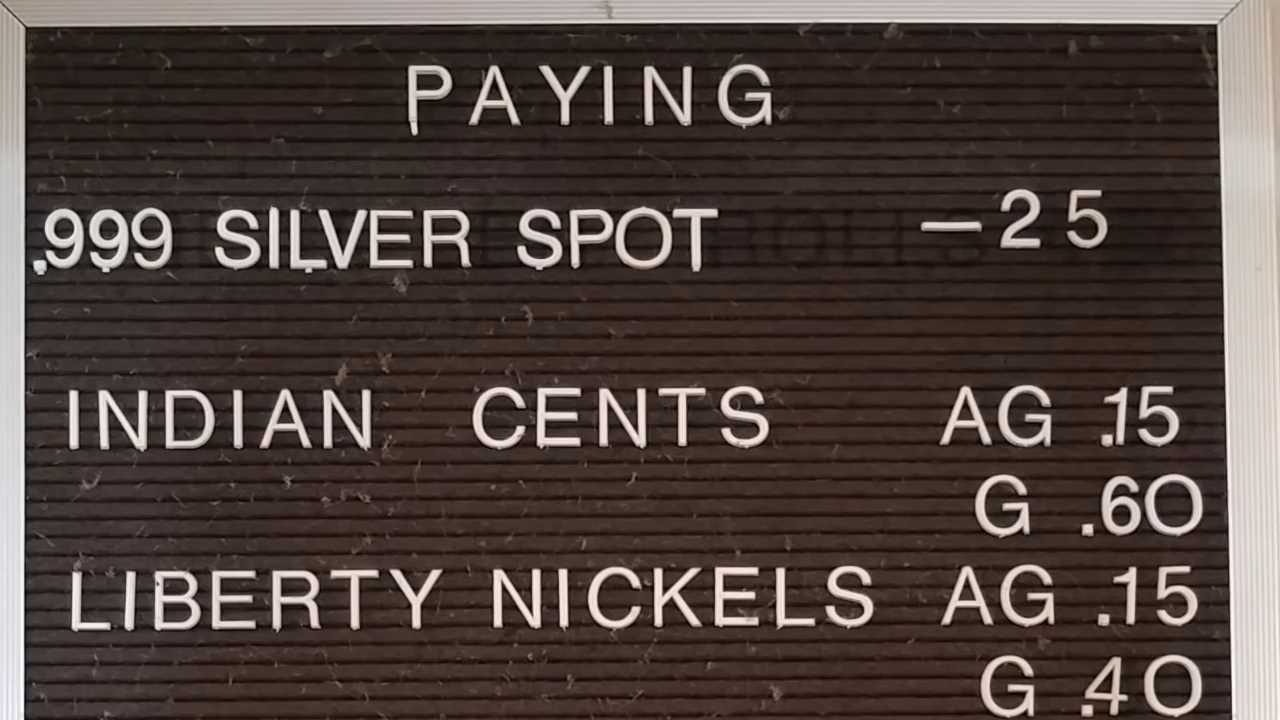 PAYING
.999 SILVER SPOT -25
INDIAN CENTS AG .15
G .60
LIBERTY NICKELS AG .15
G .40